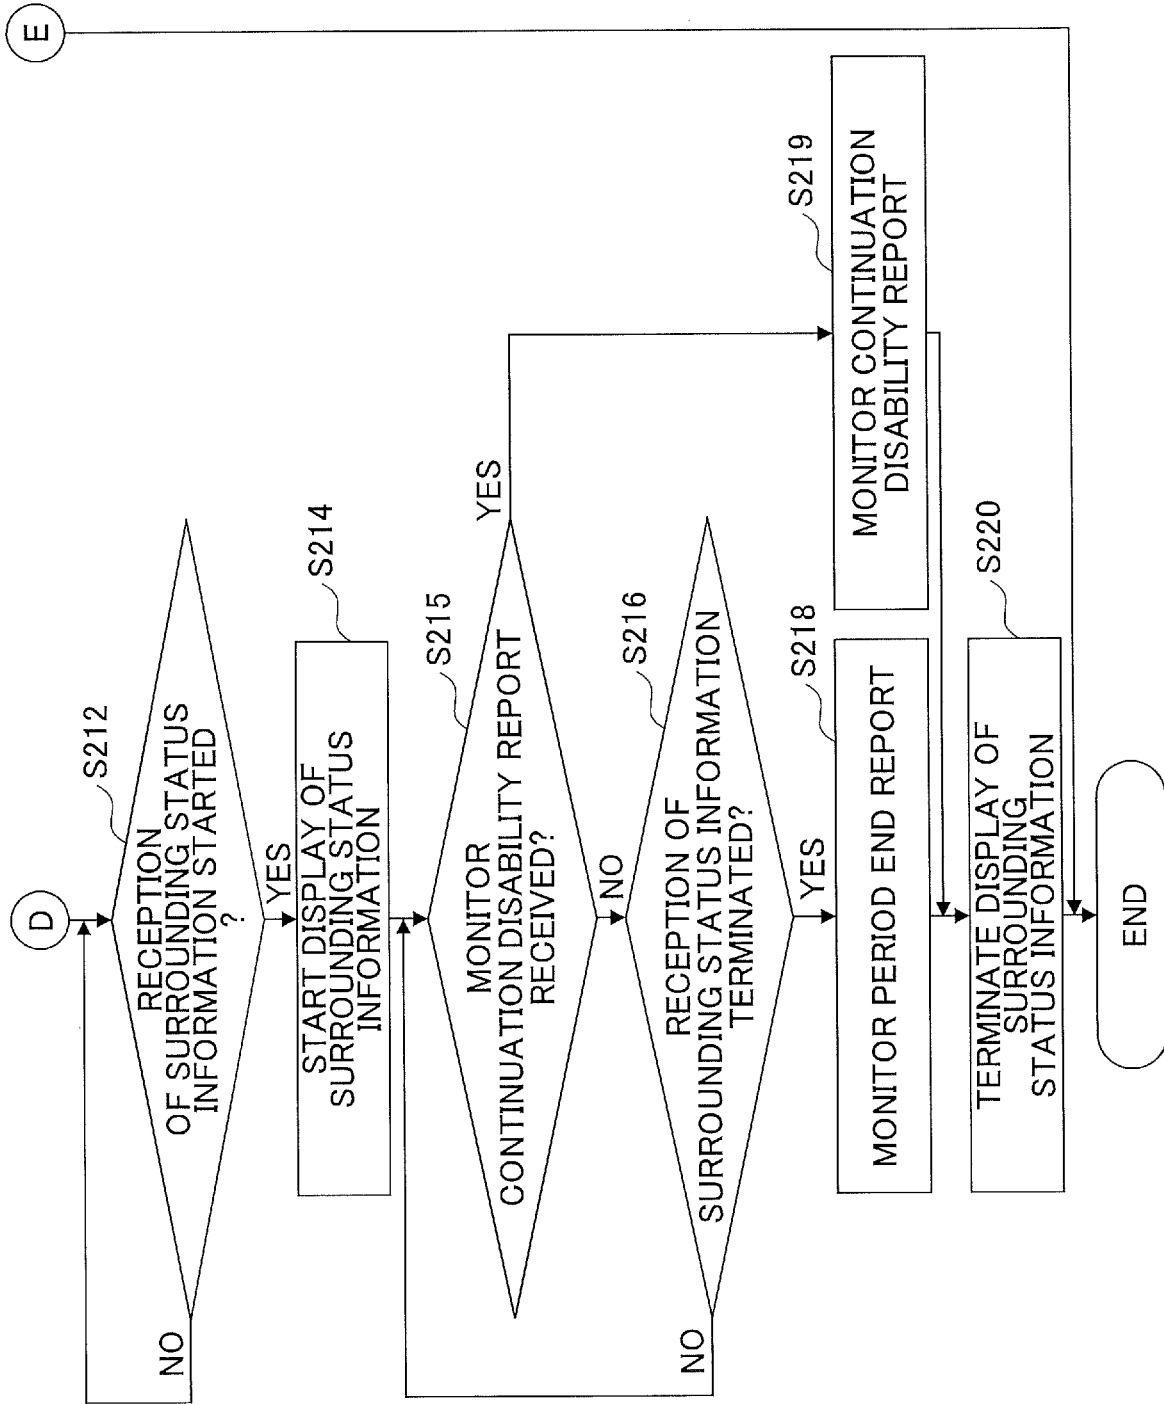 E
D
S212
RECEPTION
OF SURROUNDING STATUS
INFORMATION STARTED
?
NO
YES
S214
START DISPLAY OF
SURROUNDING STATUS
INFORMATION
S215
MONITOR
CONTINUATION DISABILITY REPORT
RECEIVED?
YES
NO
S216
RECEPTION OF
SURROUNDING STATUS INFORMATION
TERMINATED?
NO
YES
S218
MONITOR PERIOD END REPORT
S219
MONITOR CONTINUATION
DISABILITY REPORT
S220
TERMINATE DISPLAY OF
SURROUNDING
STATUS INFORMATION
END